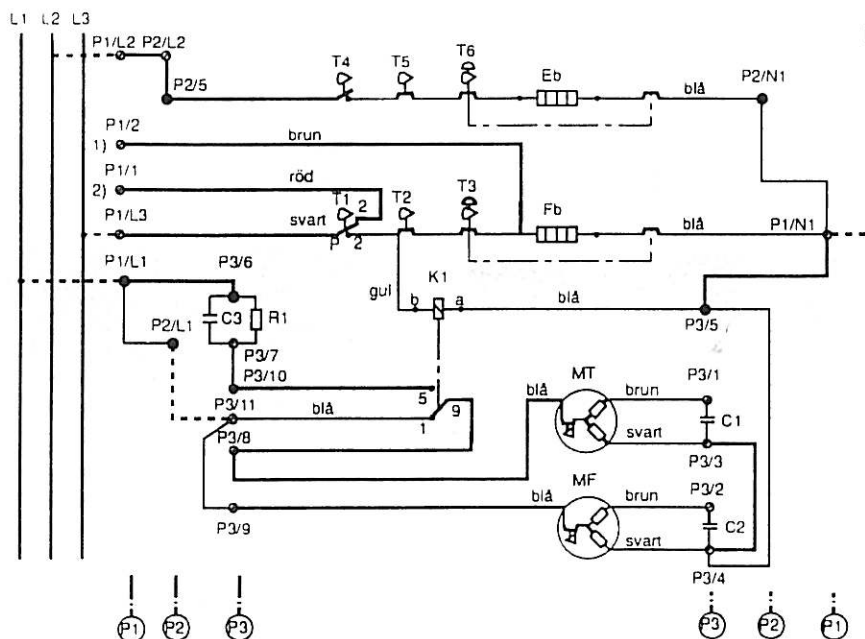 L1 L2 L3
P1/L2 P2/L2
P2/5
T4 T5 T6 Eb
blå
P2/N1
P1/2
1)
brun
P1/1
2)
röd
P1/L3
svart
T1 2
P 2
T2 T3 Fb
blå
P1/N1
P1/L1
P3/6
gul
b K1 a
blå
P3/5
C3 R1
P2/L1
P3/7
P3/10
5
P3/11
blå
1 9
P3/8
MT
blå
brun
svart
P3/1
C1
P3/3
MF
P3/9
blå
brun
svart
P3/2
C2
P3/4
P1 P2 P3 P3 P2 P1